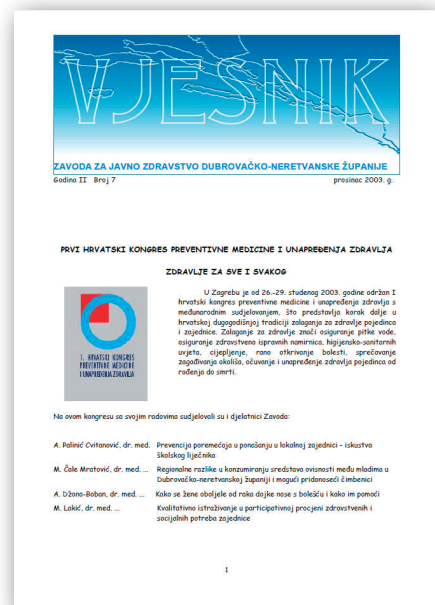 VJESNIK
ZAVODA ZA JAVNO ZDRAVSTVO DUBROVAČKO-NERETVANSKE ŽUPANIJE
Godina II Broj 7 prosinac 2003. g.
PRVI HRVATSKI KONGRES PREVENTIVNE MEDICINE I UNAPREĐENJA ZDRAVLJA
ZDRAVLJE ZA SVE I SVAKOG
U Zagrebu je od 26.-29. studenog 2003. godine održan I
hrvatski kongres preventivne medicine i unapređenja zdravlja s
međunarodnim sudjelovanjem, što predstavlja korak dalje u
hrvatskoj dugogodišnjoj tradiciji zalaganja za zdravlje pojedinca
i zajednice. Zalaganje za zdravlje znači osiguranje pitke vode,
osiguranje zdravstveno ispravnih namirnica, higijensko-sanitarnih
uvjeta, cijepljenje, rano otkrivanje bolesti, sprečavanje
zagađivanja okoliša, očuvanje i unapređenje zdravlja pojedinca od
rođenja do smrti.
1. HRVATSKI KONGRES
PREVENTIVNE MEDICINE
I UNAPREĐENJA ZDRAVLJA
Na ovom kongresu sa svojim radovima sudjelovali su i djelatnici Zavoda:
A. Palinić Cvitanović, dr. med. Prevencija poremećaja u ponašanju u lokalnoj zajednici – iskustva
školskog liječnika
M. Čale Mratović, dr. med. ... Regionalne razlike u konzumiranju sredstava ovisnosti među mladima u
Dubrovačko-neretvanskoj županiji i mogući pridonoseći čimbenici
A. Džono-Boban, dr. med. ... Kako se žene oboljele od raka dojke nose s bolešću i kako im pomoći
M. Lakić, dr. med. ... Kvalitativno istraživanje u participativnoj procjeni zdravstvenih i
socijalnih potreba zajednice
1